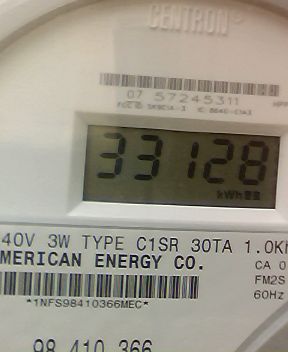 CENTRON®
07 57245311
33128
kWh
40V 3W TYPE C1SR 30TA 1.0K
MERICAN ENERGY CO.
CA 0
FM2S
60Hz
*1NFS98410366MEC*
98 410 366